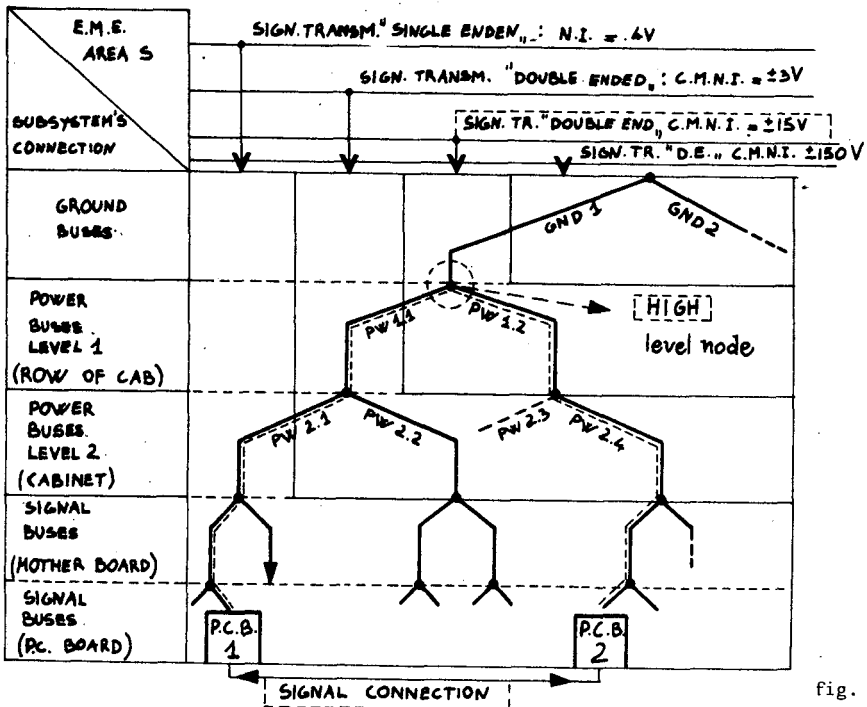 E.M.E.
AREA S
SUBSYSTEM'S
CONNECTION
SIGN. TRANSM. " SINGLE ENDEN „ : N.I. = .4V
SIGN. TRANSM. "DOUBLE ENDED„ : C.M.N.I. = ±3V
SIGN. TR. "DOUBLE END„ C.M.N.I. = ±15V
SIGN. TR. "D.E.„ C.M.N.I. ±150V
GROUND
BUSES
GND 1
GND 2
POWER
BUSES
LEVEL 1
(ROW OF CAB)
PW 1.1
PW 1.2
HIGH
level node
POWER
BUSES
LEVEL 2
(CABINET)
PW 2.1
PW 2.2
PW 2.3
PW 2.4
SIGNAL
BUSES
(MOTHER BOARD)
SIGNAL
BUSES
(P.C. BOARD)
P.C.B.
1
P.C.B.
2
SIGNAL CONNECTION
fig.